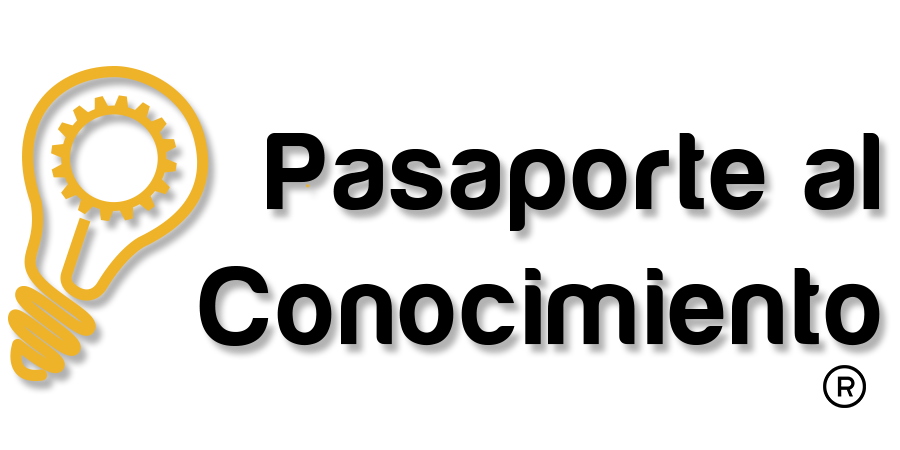 Pasaporte al
Conocimiento
®